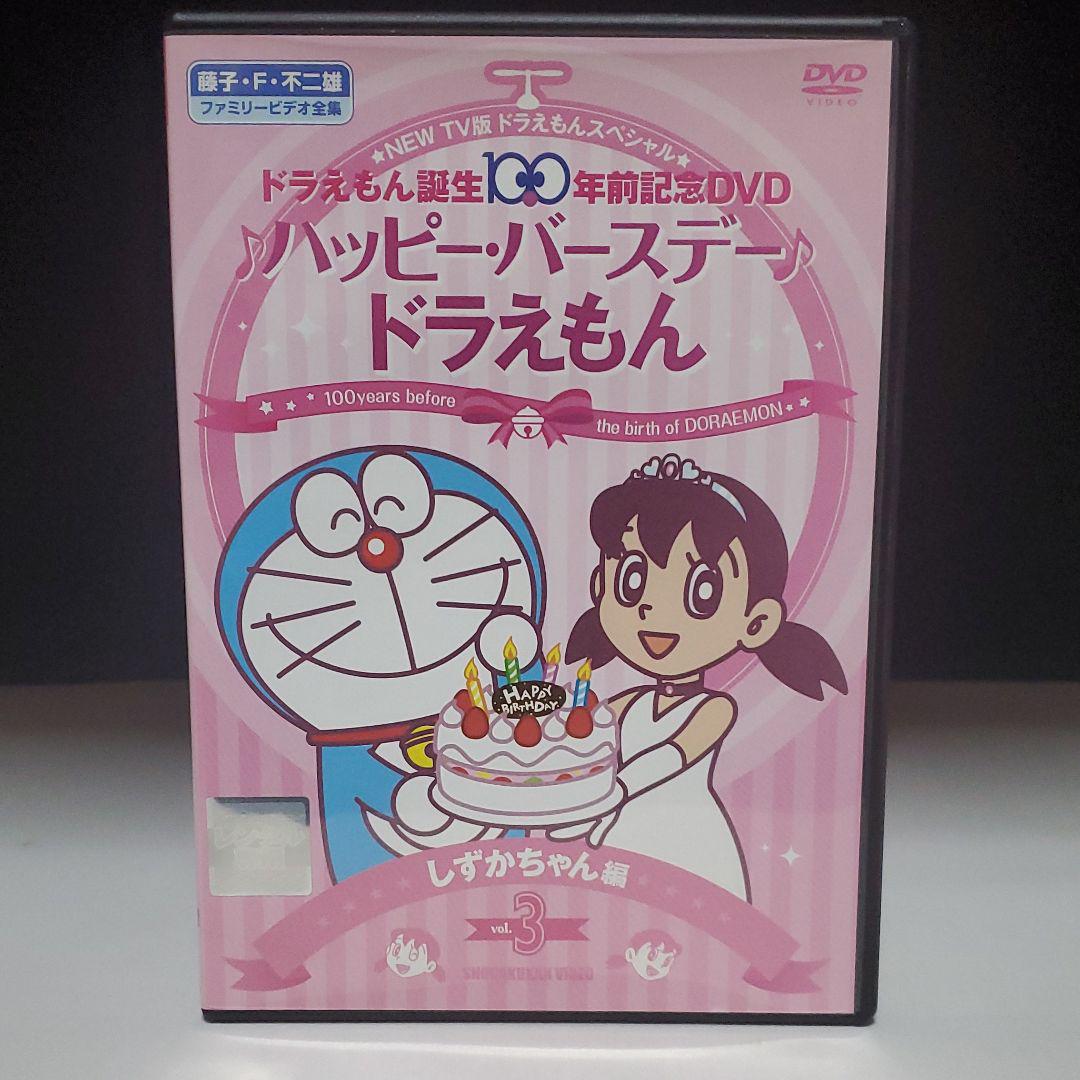 藤子・F・不二雄
ファミリービデオ全集
DVD
VIDEO
★NEW TV版 ドラえもんスペシャル★
ドラえもん誕生100年前記念DVD
♪ハッピー・バースデー♪
ドラえもん
100years before
the birth of DORAEMON
HAPPY
BIRTHDAY
しずかちゃん編
vol.3
SHOGAKUKAN VIDEO